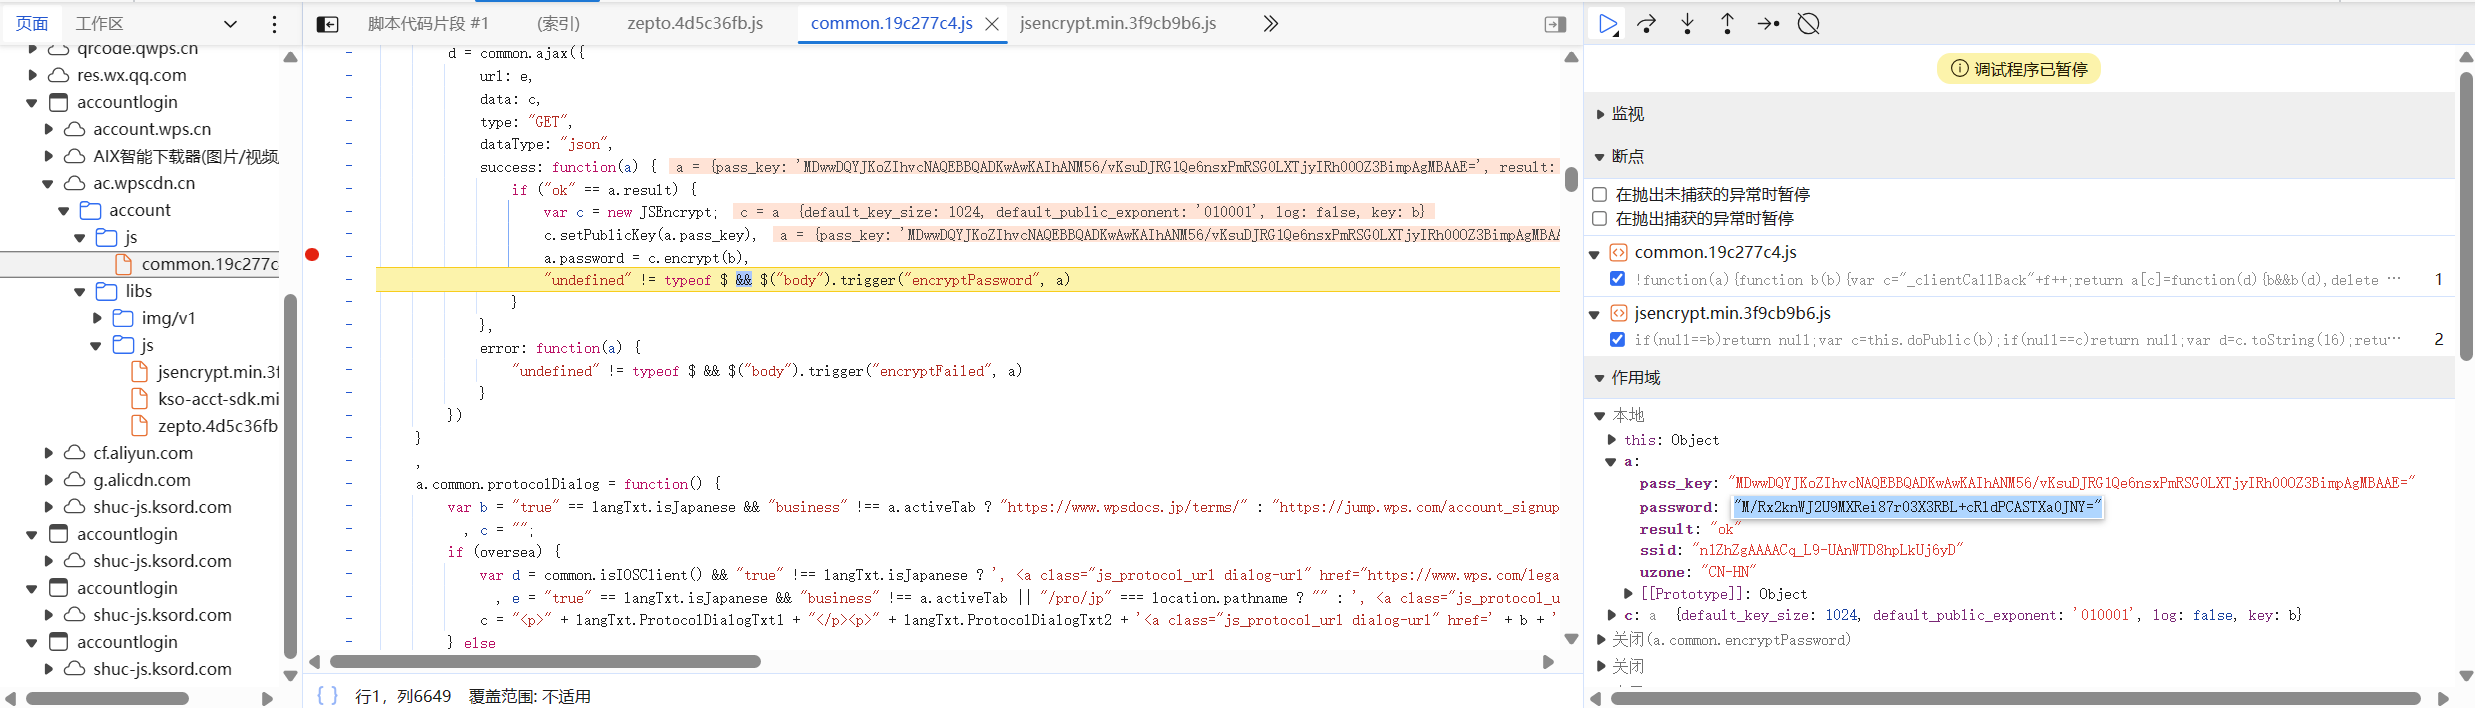 页面
工作区
qrcode.qwps.cn
res.wx.qq.com
accountlogin
account.wps.cn
AIX智能下载器(图片/视频
ac.wpscdn.cn
account
js
common.19c277c
libs
img/v1
js
jsencrypt.min.3f
kso-acct-sdk.mi
zepto.4d5c36fb
cf.aliyun.com
g.alicdn.com
shuc-js.ksord.com
accountlogin
shuc-js.ksord.com
accountlogin
shuc-js.ksord.com
accountlogin
shuc-js.ksord.com
脚本代码片段 #1
(索引)
zepto.4d5c36fb.js
common.19c277c4.js
jsencrypt.min.3f9cb9b6.js
d = common.ajax({
url: e,
data: c,
type: "GET",
dataType: "json",
success: function(a) { a = {pass_key: 'MDwwDQYJKoZIhvcNAQEBBQADKwAwKAIhANM56/vKsuDJRG1Qe6nsxPmRSG0LXTjyIRh00OZ3BimpAgMBAAE=', result:
if ("ok" == a.result) {
var c = new JSEncrypt; c = a {default_key_size: 1024, default_public_exponent: '010001', log: false, key: b}
c.setPublicKey(a.pass_key), a = {pass_key: 'MDwwDQYJKoZIhvcNAQEBBQADKwAwKAIhANM56/vKsuDJRG1Qe6nsxPmRSG0LXTjyIRh00OZ3BimpAgMBAA
a.password = c.encrypt(b),
"undefined" != typeof $ && $("body").trigger("encryptPassword", a)
}
},
error: function(a) {
"undefined" != typeof $ && $("body").trigger("encryptFailed", a)
}
})
}
,
a.common.protocolDialog = function() {
var b = "true" == langTxt.isJapanese && "business" !== a.activeTab ? "https://www.wpsdocs.jp/terms/" : "https://jump.wps.com/account_signup
, c = "";
if (oversea) {
var d = common.isIOSClient() && "true" !== langTxt.isJapanese ? ', <a class="js_protocol_url dialog-url" href="https://www.wps.com/lega
, e = "true" == langTxt.isJapanese && "business" !== a.activeTab || "/pro/jp" === location.pathname ? "" : ', <a class="js_protocol_u
c = "<p>" + langTxt.ProtocolDialogTxt1 + "</p><p>" + langTxt.ProtocolDialogTxt2 + '<a class="js_protocol_url dialog-url" href=' + b + '
} else
{ } 行1, 列6649 覆盖范围: 不适用
调试程序已暂停
监视
断点
在抛出未捕获的异常时暂停
在抛出捕获的异常时暂停
common.19c277c4.js
!function(a){function b(b){var c="_clientCallBack"+f++;return a[c]=function(d){b&&b(d),delete … 1
jsencrypt.min.3f9cb9b6.js
if(null==b)return null;var c=this.doPublic(b);if(null==c)return null;var d=c.toString(16);retu… 2
作用域
本地
this: Object
a:
pass_key: "MDwwDQYJKoZIhvcNAQEBBQADKwAwKAIhANM56/vKsuDJRG1Qe6nsxPmRSG0LXTjyIRh00OZ3BimpAgMBAAE="
password: "M/Rx2knWJ2U9MXRei87r03X3RBL+cR1dPCASTXa0JNY="
result: "ok"
ssid: "n1ZhZgAAAACq_L9-UAnWTD8hpLkUj6yD"
uzone: "CN-HN"
[[Prototype]]: Object
c: a {default_key_size: 1024, default_public_exponent: '010001', log: false, key: b}
关闭(a.common.encryptPassword)
关闭